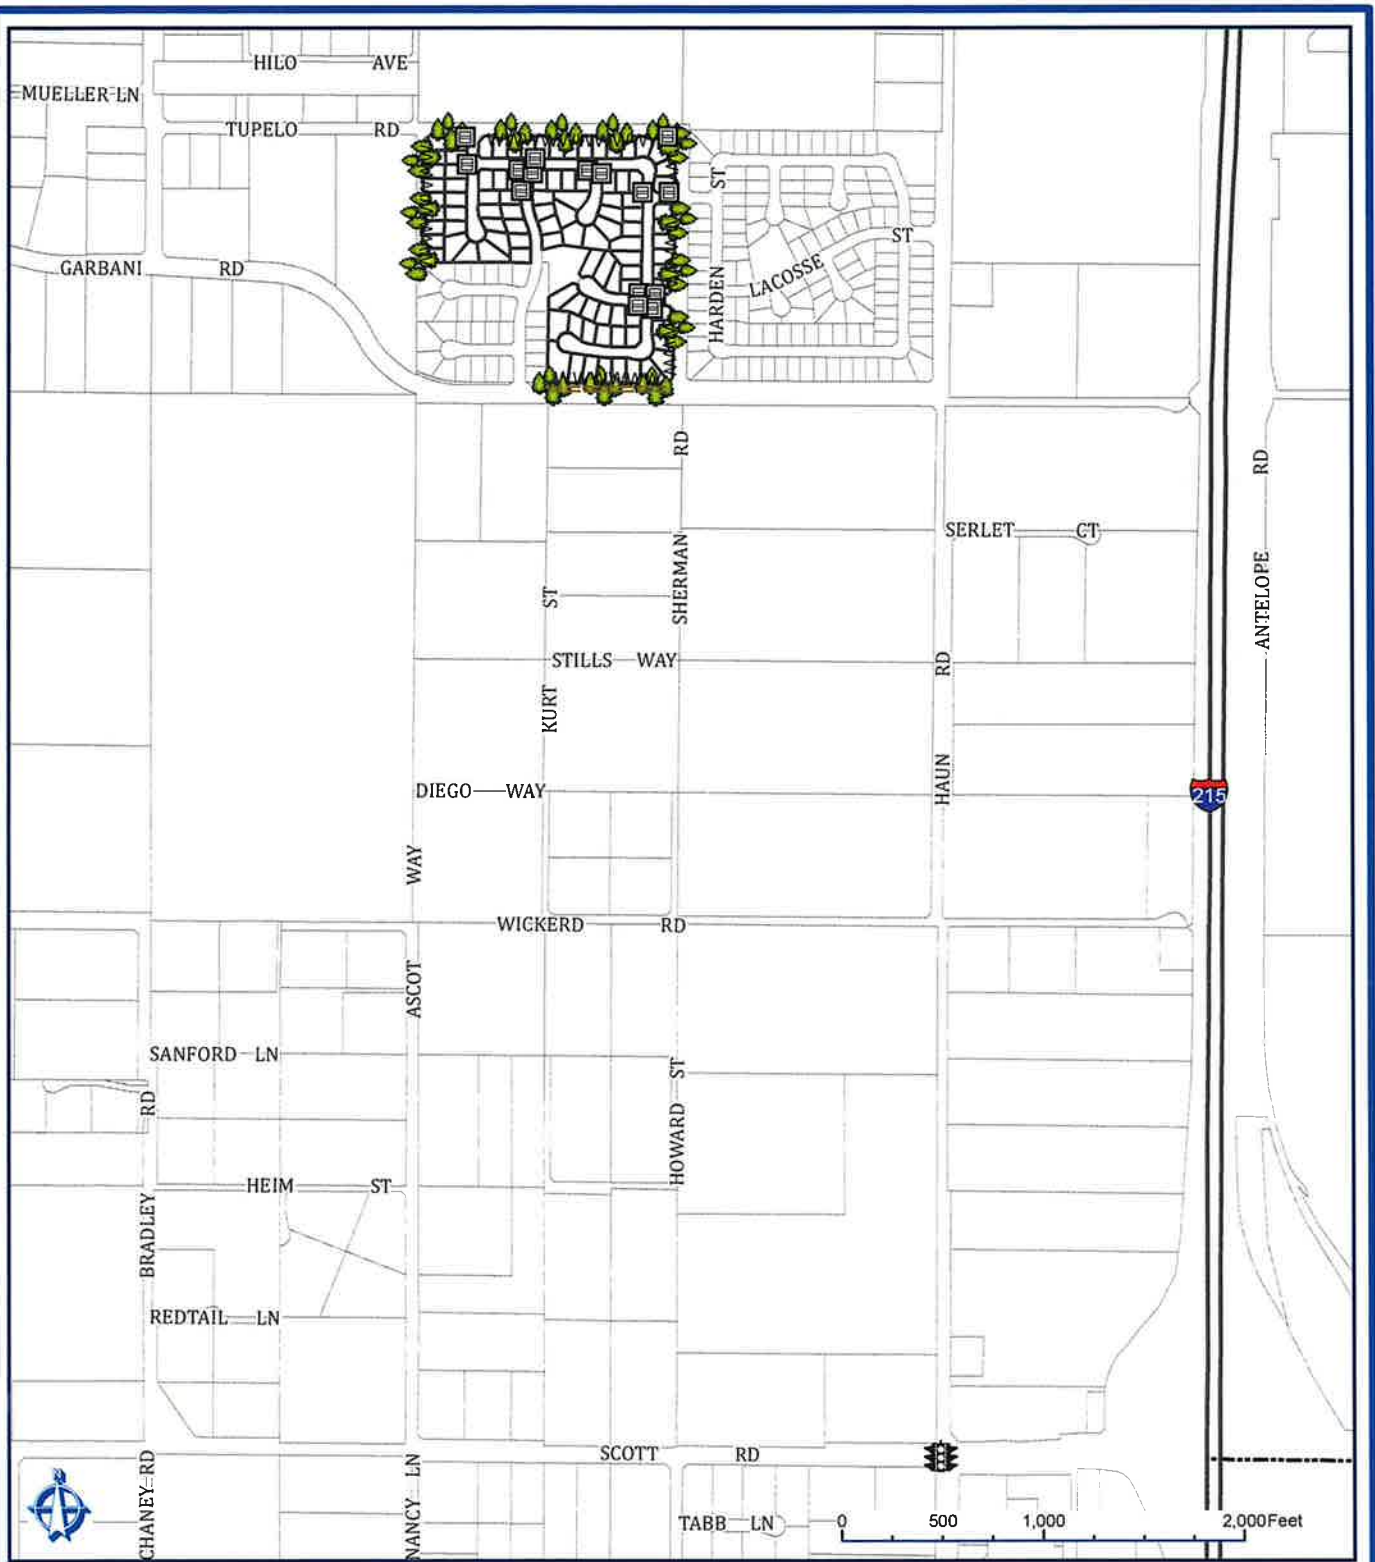 HILO AVE
MUELLER LN
TUPELO RD
HARDEN ST
LACOSSE ST
GARBANI RD
SHERMAN RD
ANTELOPE RD
SERLET CT
KURT ST
STILLS WAY
HAUN RD
DIEGO WAY
215
ASCOT WAY
WICKERD RD
SANFORD LN
HOWARD ST
BRADLEY RD
HEIM ST
REDTAIL LN
SCOTT RD
CHANEY RD
NANCY LN
TABB LN
0 500 1,000 2,000 Feet